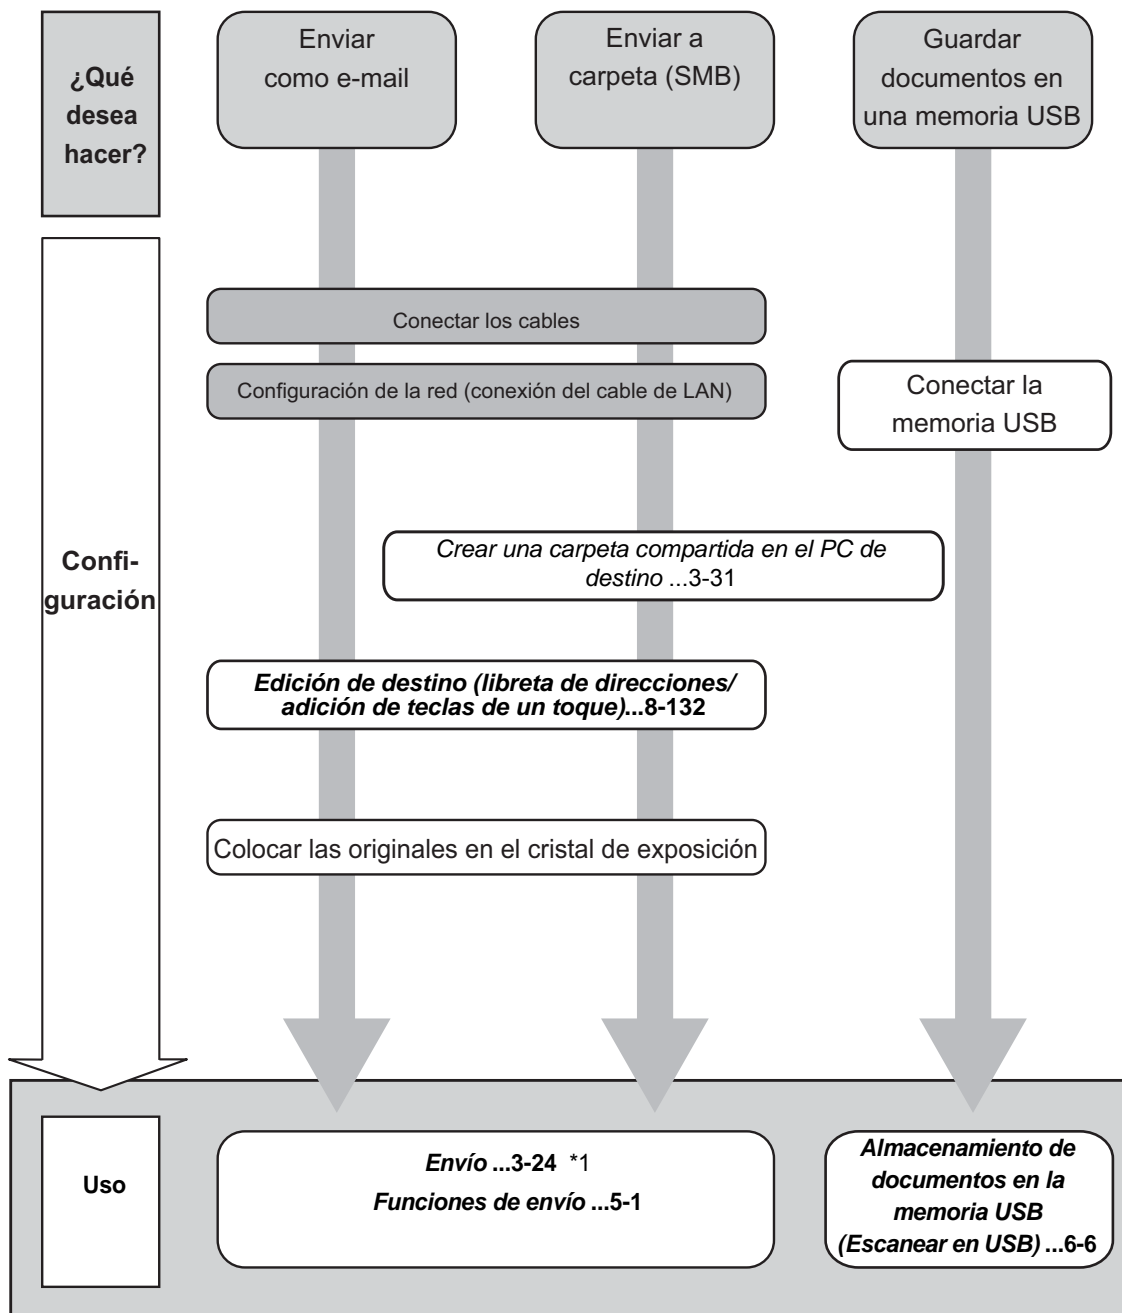 ¿Qué
desea
hacer?
Enviar
como e-mail
Enviar a
carpeta (SMB)
Guardar
documentos en
una memoria USB
Confi-
guración
Conectar los cables
Configuración de la red (conexión del cable de LAN)
Conectar la
memoria USB
Crear una carpeta compartida en el PC de
destino ...3-31
Edición de destino (libreta de direcciones/
adición de teclas de un toque)...8-132
Colocar las originales en el cristal de exposición
Uso
Envío ...3-24 *1
Funciones de envío ...5-1
Almacenamiento de
documentos en la
memoria USB
(Escanear en USB) ...6-6